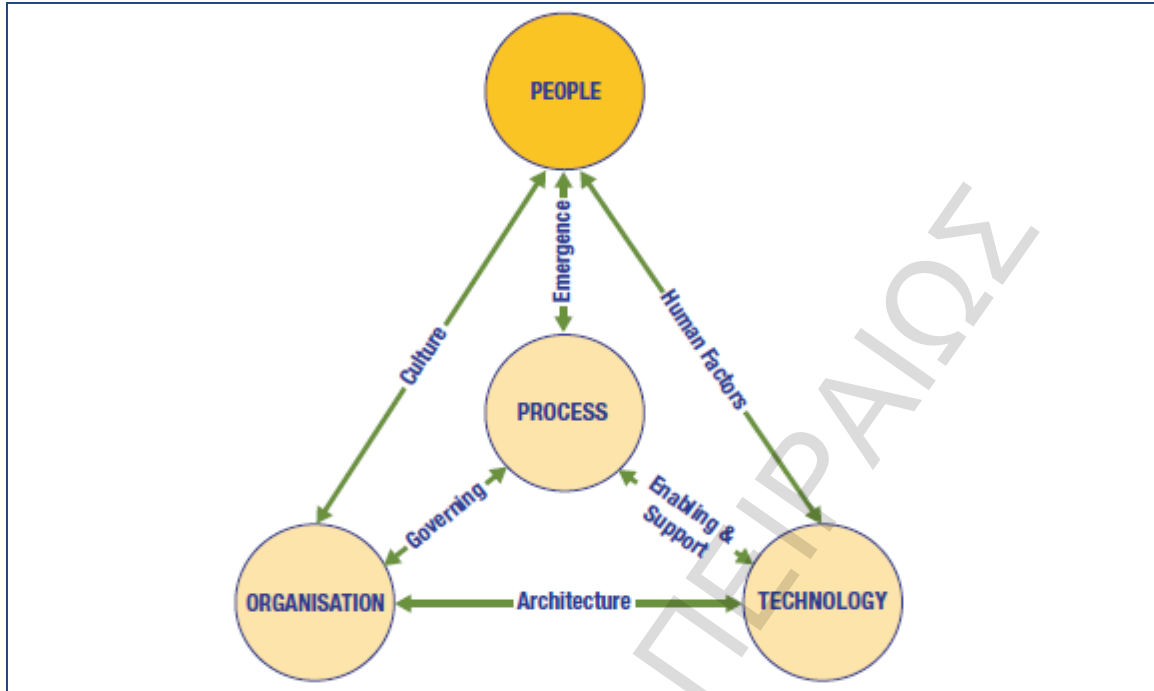 PEOPLE
Emergence
Culture
Human Factors
PROCESS
Governing
Enabling &
Support
ORGANISATION
Architecture
TECHNOLOGY
ΠΕΙΡΑΙΩΣ